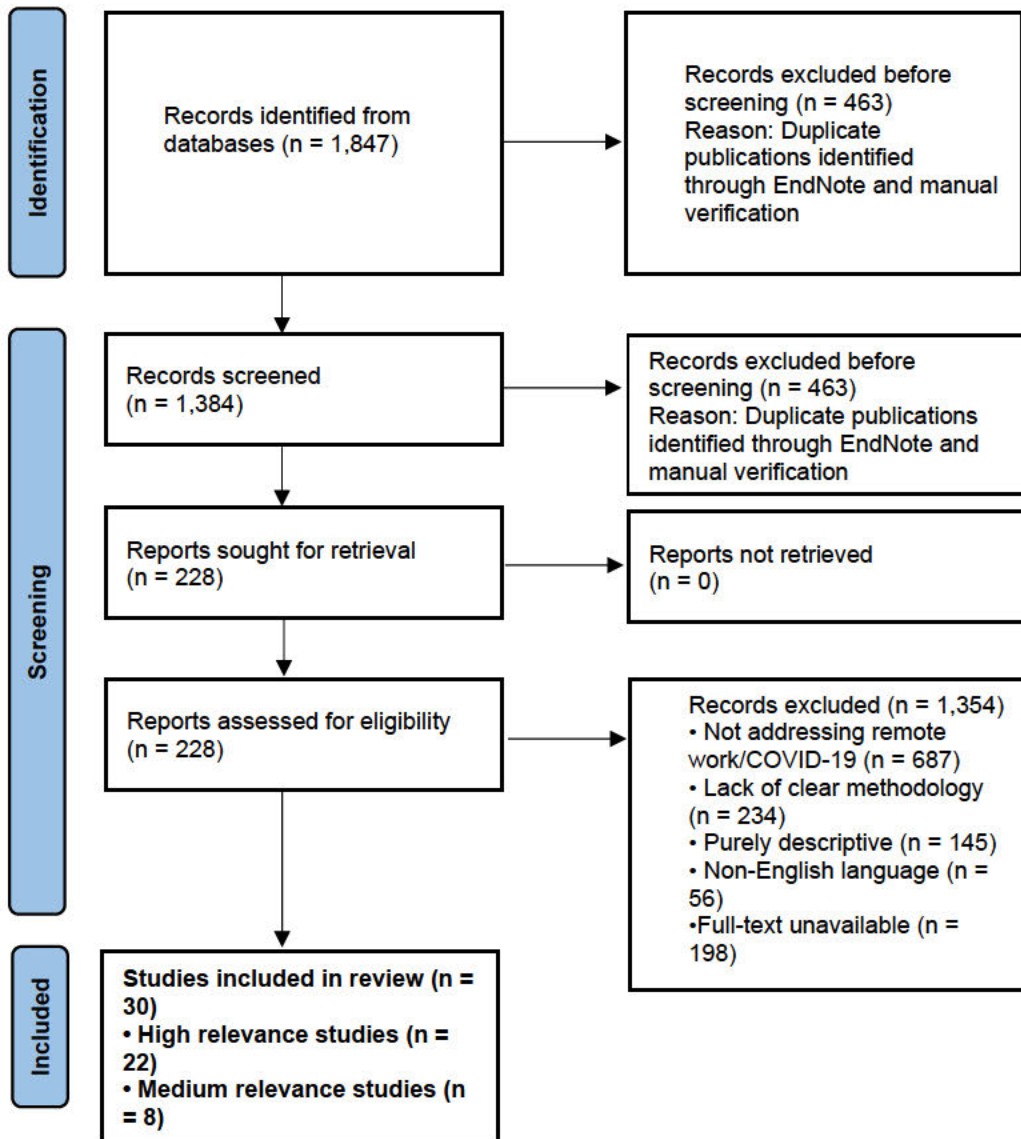 Identification
Records identified from
databases (n = 1,847)
Records excluded before
screening (n = 463)
Reason: Duplicate
publications identified
through EndNote and manual
verification
Screening
Records screened
(n = 1,384)
Records excluded before
screening (n = 463)
Reason: Duplicate publications
identified through EndNote and
manual verification
Reports sought for retrieval
(n = 228)
Reports not retrieved
(n = 0)
Reports assessed for eligibility
(n = 228)
Records excluded (n = 1,354)
• Not addressing remote
work/COVID-19 (n = 687)
• Lack of clear methodology
(n = 234)
• Purely descriptive (n = 145)
• Non-English language (n =
56)
•Full-text unavailable (n =
198)
Included
Studies included in review (n =
30)
• High relevance studies (n =
22)
• Medium relevance studies (n
= 8)